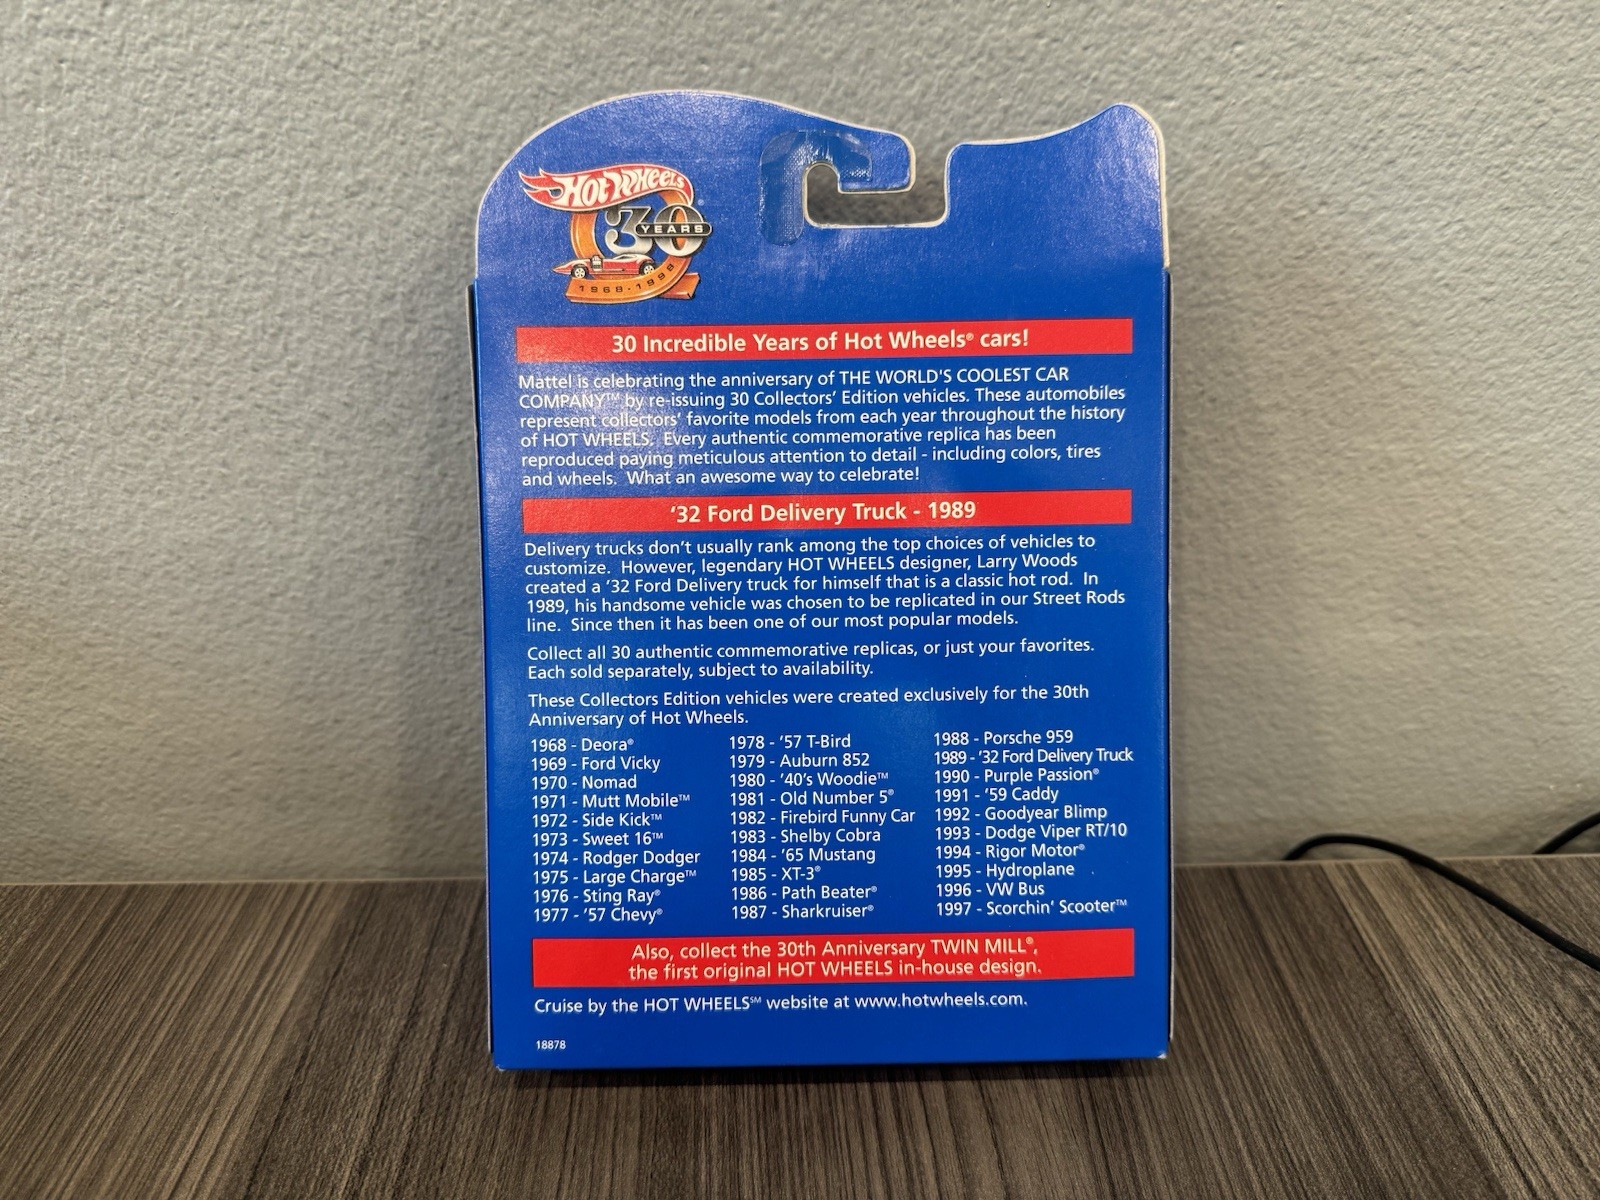 Hot Wheels®
30
YEARS
1968-1998
30 Incredible Years of Hot Wheels® cars!
Mattel is celebrating the anniversary of THE WORLD'S COOLEST CAR
COMPANY™ by re-issuing 30 Collectors' Edition vehicles. These automobiles
represent collectors' favorite models from each year throughout the history
of HOT WHEELS. Every authentic commemorative replica has been
reproduced paying meticulous attention to detail - including colors, tires
and wheels. What an awesome way to celebrate!
'32 Ford Delivery Truck - 1989
Delivery trucks don't usually rank among the top choices of vehicles to
customize. However, legendary HOT WHEELS designer, Larry Woods
created a '32 Ford Delivery truck for himself that is a classic hot rod. In
1989, his handsome vehicle was chosen to be replicated in our Street Rods
line. Since then it has been one of our most popular models.
Collect all 30 authentic commemorative replicas, or just your favorites.
Each sold separately, subject to availability.
These Collectors Edition vehicles were created exclusively for the 30th
Anniversary of Hot Wheels.
1968 - Deora®
1969 - Ford Vicky
1970 - Nomad
1971 - Mutt Mobile™
1972 - Side Kick™
1973 - Sweet 16™
1974 - Rodger Dodger
1975 - Large Charge™
1976 - Sting Ray®
1977 - '57 Chevy®
1978 - '57 T-Bird
1979 - Auburn 852
1980 - '40's Woodie™
1981 - Old Number 5®
1982 - Firebird Funny Car
1983 - Shelby Cobra
1984 - '65 Mustang
1985 - XT-3®
1986 - Path Beater®
1987 - Sharkruiser®
1988 - Porsche 959
1989 - '32 Ford Delivery Truck
1990 - Purple Passion®
1991 - '59 Caddy
1992 - Goodyear Blimp
1993 - Dodge Viper RT/10
1994 - Rigor Motor®
1995 - Hydroplane
1996 - VW Bus
1997 - Scorchin' Scooter™
Also, collect the 30th Anniversary TWIN MILL®,
the first original HOT WHEELS in-house design.
Cruise by the HOT WHEELS℠ website at www.hotwheels.com.
18878